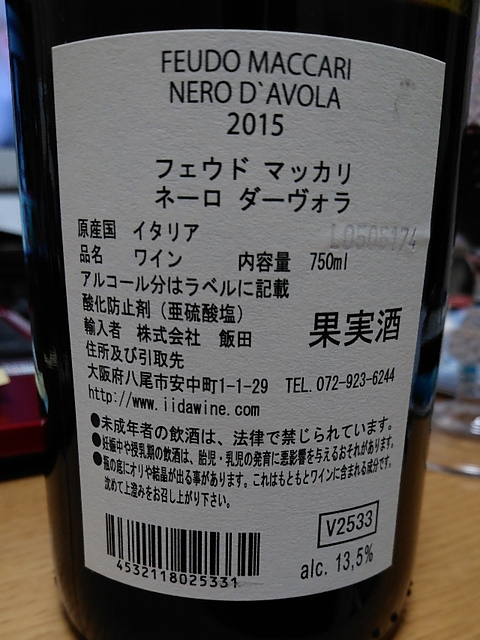 FEUDO MACCARI
NERO D`AVOLA
2015
フェウド マッカリ
ネーロ ダーヴォラ
原産国 イタリア
L0505174
品名 ワイン 内容量 750ml
アルコール分はラベルに記載
酸化防止剤（亜硫酸塩）
果実酒
輸入者 株式会社 飯田
住所及び引取先
大阪府八尾市安中町1-1-29 TEL.072-923-6244
http://www.iidawine.com
●未成年者の飲酒は、法律で禁じられています。
●妊娠中や授乳期の飲酒は、胎児・乳児の発育に悪影響を与えるおそれがあります。
●瓶の底にオリや結晶が出る事があります。これはもともとワインに含まれる成分です。
沈めて上澄みをお召し上がり下さい。
V2533
4532118025331
alc. 13,5%